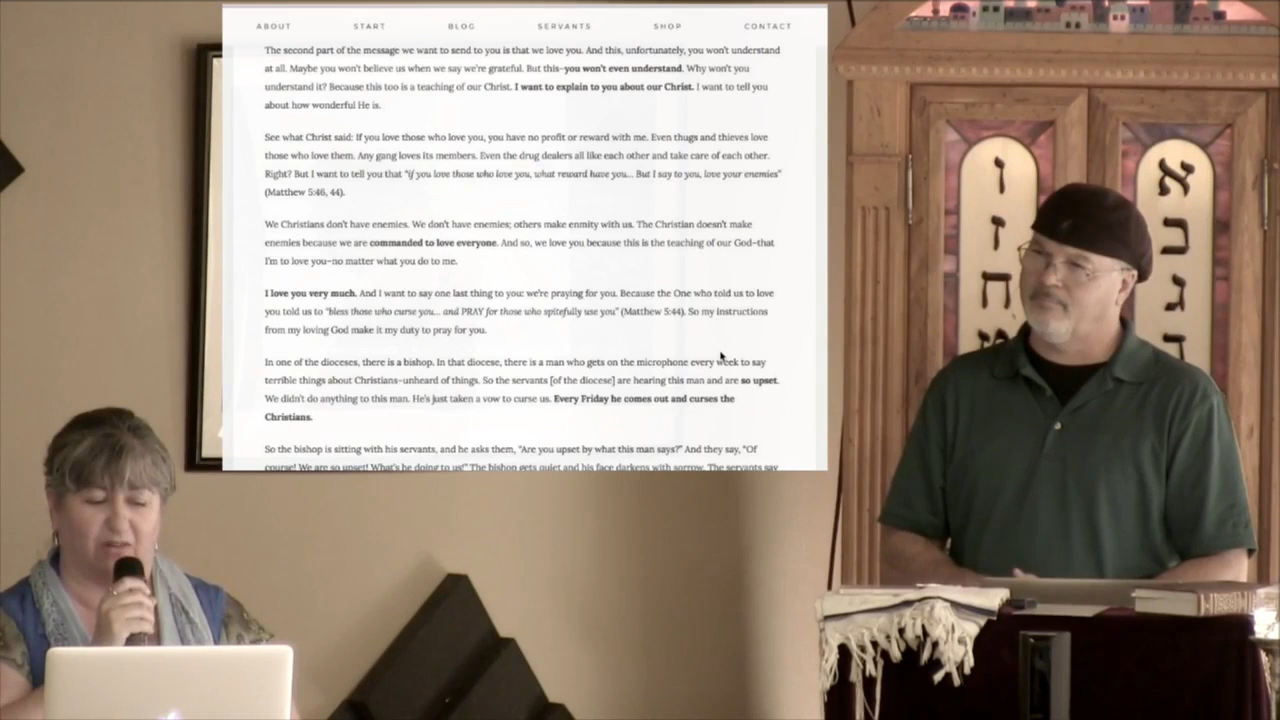 ABOUT START BLOG SERVANTS SHOP CONTACT
The second part of the message we want to send to you is that we love you. And this, unfortunately, you won't understand
at all. Maybe you won't believe us when we say we're grateful. But this–you won't even understand. Why won't you
understand it? Because this too is a teaching of our Christ. I want to explain to you about our Christ. I want to tell you
about how wonderful He is.
See what Christ said: If you love those who love you, you have no profit or reward with me. Even thugs and thieves love
those who love them. Any gang loves its members. Even the drug dealers all like each other and take care of each other.
Right? But I want to tell you that "if you love those who love you, what reward have you... But I say to you, love your enemies"
(Matthew 5:46, 44).
We Christians don't have enemies. We don't have enemies; others make enmity with us. The Christian doesn't make
enemies because we are commanded to love everyone. And so, we love you because this is the teaching of our God–that
I'm to love you–no matter what you do to me.
I love you very much. And I want to say one last thing to you: we're praying for you. Because the One who told us to love
you told us to "bless those who curse you... and PRAY for those who spitefully use you" (Matthew 5:44). So my instructions
from my loving God make it my duty to pray for you.
In one of the dioceses, there is a bishop. In that diocese, there is a man who gets on the microphone every week to say
terrible things about Christians–unheard of things. So the servants [of the diocese] are hearing this man and are so upset.
We didn't do anything to this man. He's just taken a vow to curse us. Every Friday he comes out and curses the
Christians.
So the bishop is sitting with his servants, and he asks them, "Are you upset by what this man says?" And they say, "Of
course! We are so upset! What's he doing to us!" The bishop gets quiet and his face darkens with sorrow. The servants say
ו
ז
ח
א
ב
ג